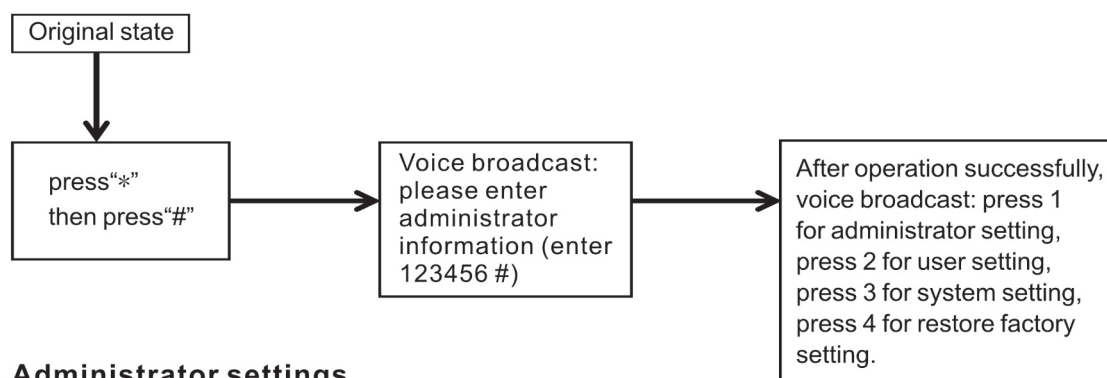 Original state
press“*”
then press“#”
Voice broadcast:
please enter
administrator
information (enter
123456 #)
After operation successfully,
voice broadcast: press 1
for administrator setting,
press 2 for user setting,
press 3 for system setting,
press 4 for restore factory
setting.
Administrator settings